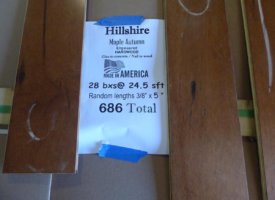 Hillshire
Maple Autumn
Engineered
HARDWOOD
MADE IN AMERICA
28 bxs@ 24.5 sft
Random lengths 3/8" x 5"
686 Total